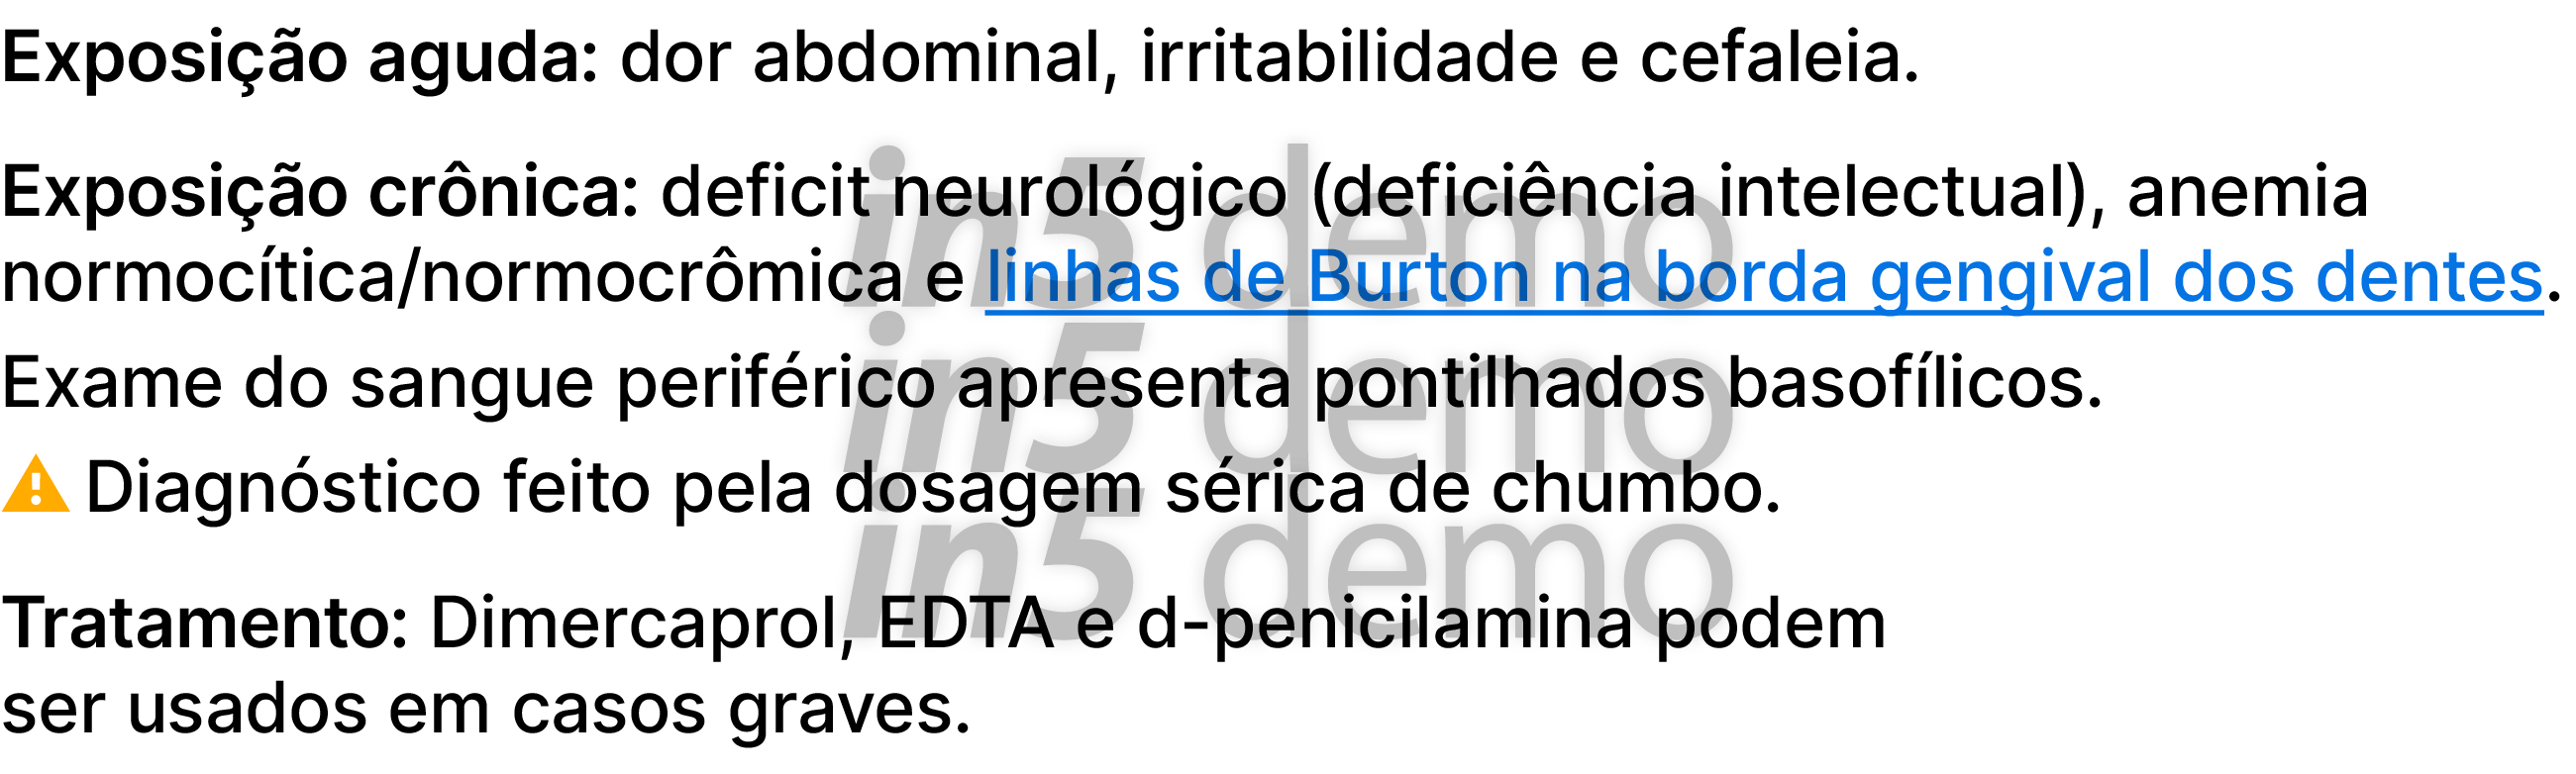 Exposição aguda: dor abdominal, irritabilidade e cefaleia.
Exposição crônica: deficit neurológico (deficiência intelectual), anemia
normocítica/normocrômica e linhas de Burton na borda gengival dos dentes.
Exame do sangue periférico apresenta pontilhados basofílicos.
Diagnóstico feito pela dosagem sérica de chumbo.
Tratamento: Dimercaprol, EDTA e d-penicilamina podem
ser usados em casos graves.
in5 demo
in5 demo
in5 demo